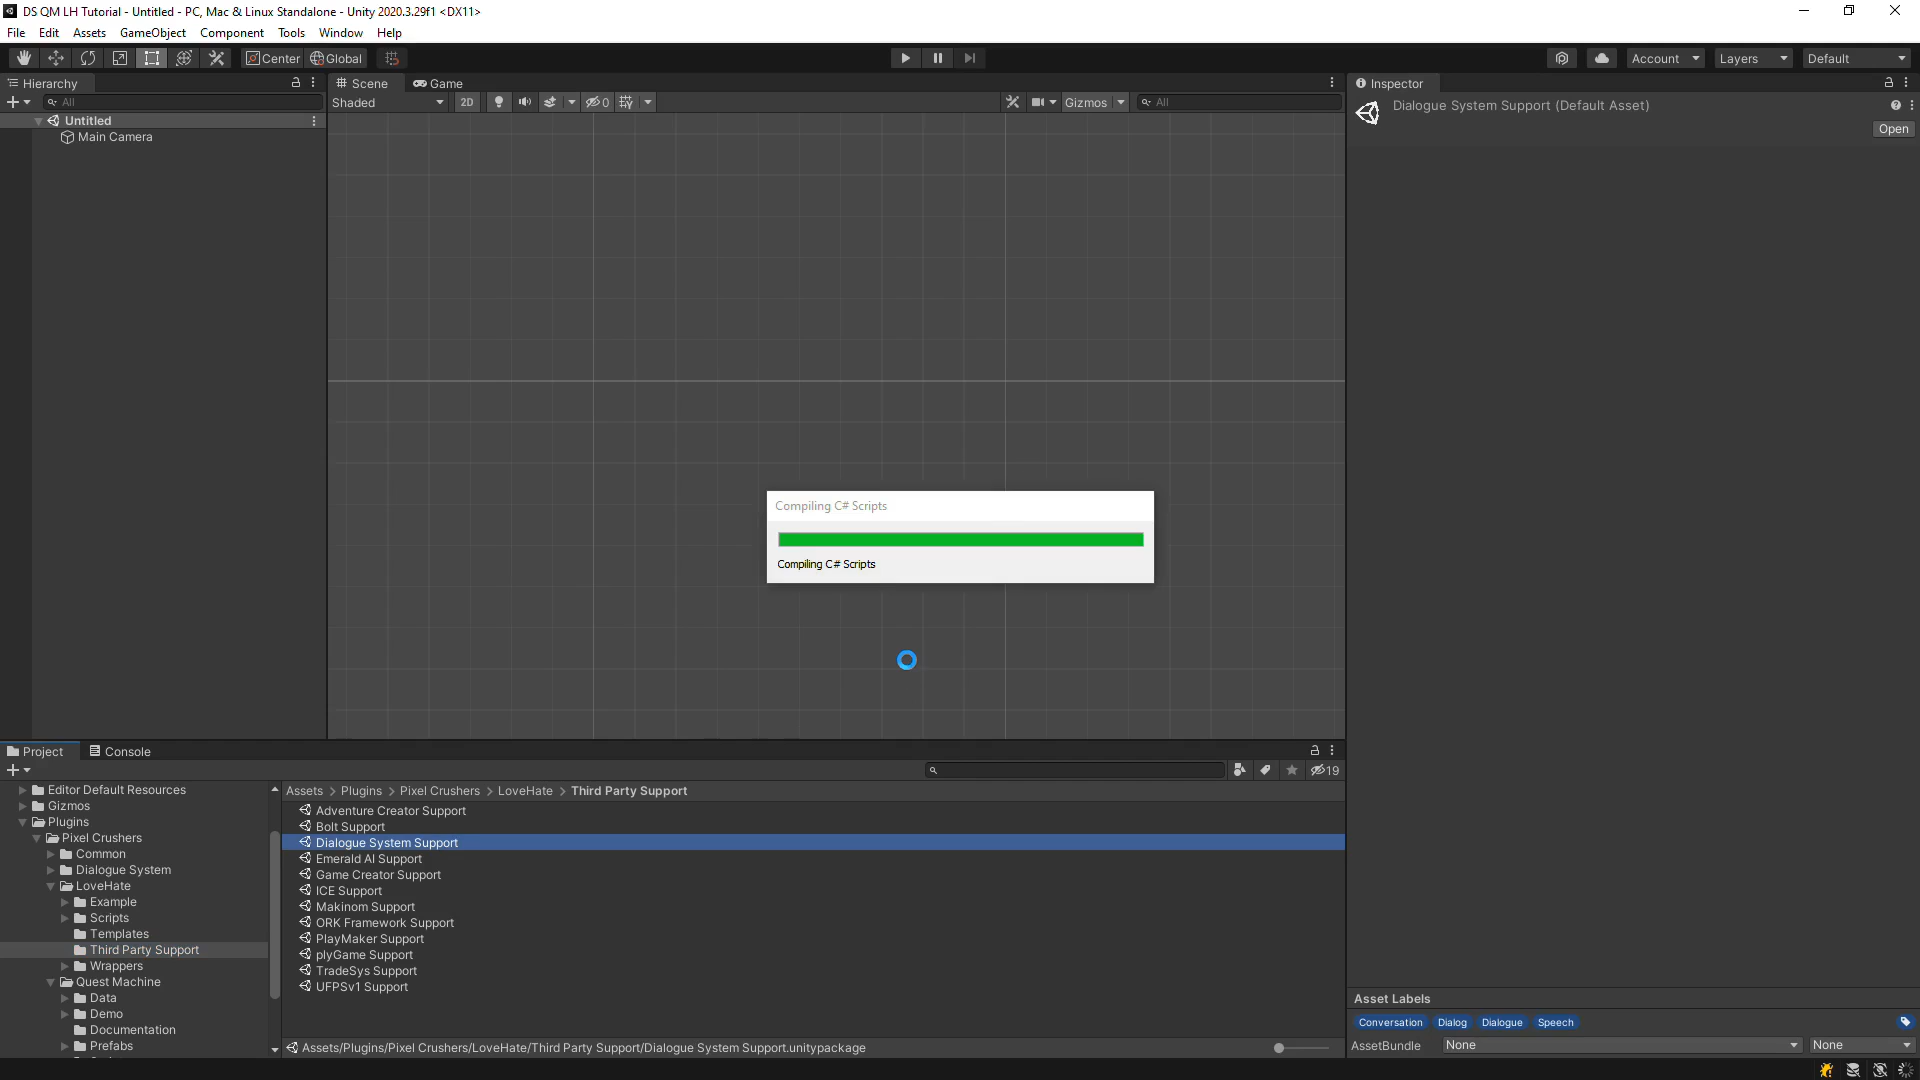 DS QM LH Tutorial - Untitled - PC, Mac & Linux Standalone - Unity 2020.3.29f1 <DX11>
File Edit Assets GameObject Component Tools Window Help
Center Global Account Layers Default
Hierarchy
All
Untitled
Main Camera
Scene Game
Shaded 2D 0 Gizmos All
Compiling C# Scripts
Compiling C# Scripts
Inspector
Dialogue System Support (Default Asset)
Open
Project Console
19
Editor Default Resources
Gizmos
Plugins
Pixel Crushers
Common
Dialogue System
LoveHate
Example
Scripts
Templates
Third Party Support
Wrappers
Quest Machine
Data
Demo
Documentation
Prefabs
Assets > Plugins > Pixel Crushers > LoveHate > Third Party Support
Adventure Creator Support
Bolt Support
Dialogue System Support
Emerald AI Support
Game Creator Support
ICE Support
Makinom Support
ORK Framework Support
PlayMaker Support
plyGame Support
TradeSys Support
UFPSv1 Support
Assets/Plugins/Pixel Crushers/LoveHate/Third Party Support/Dialogue System Support.unitypackage
Asset Labels
Conversation Dialog Dialogue Speech
AssetBundle None None